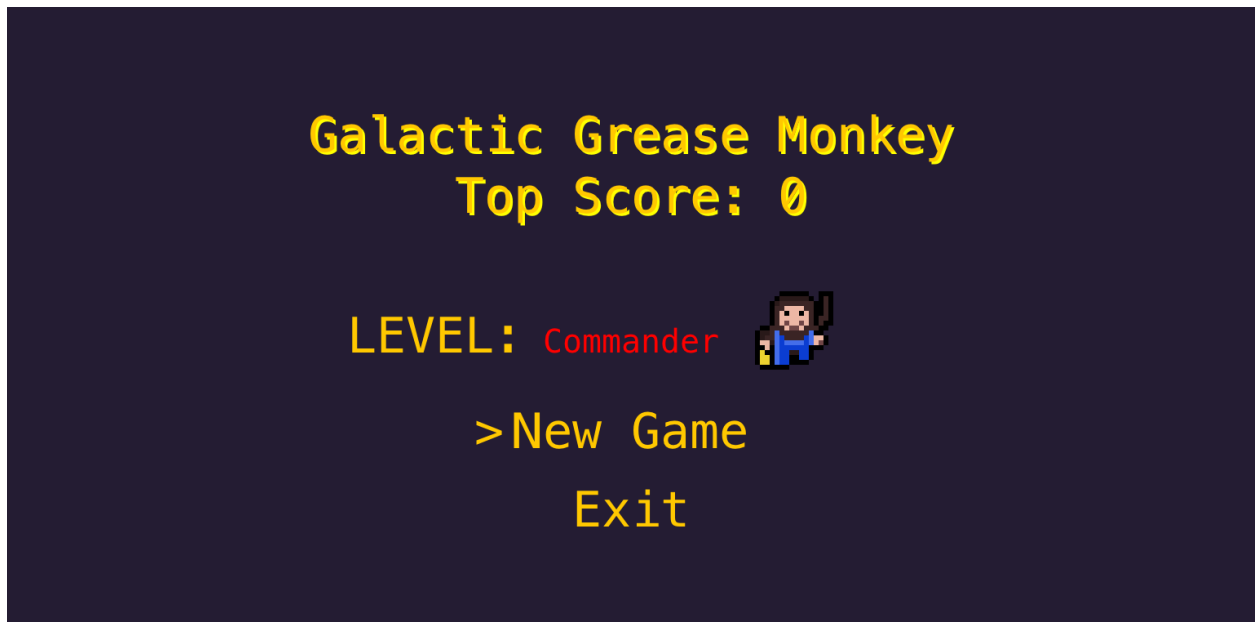 Galactic Grease Monkey
Top Score: 0
LEVEL: Commander
>New Game
Exit